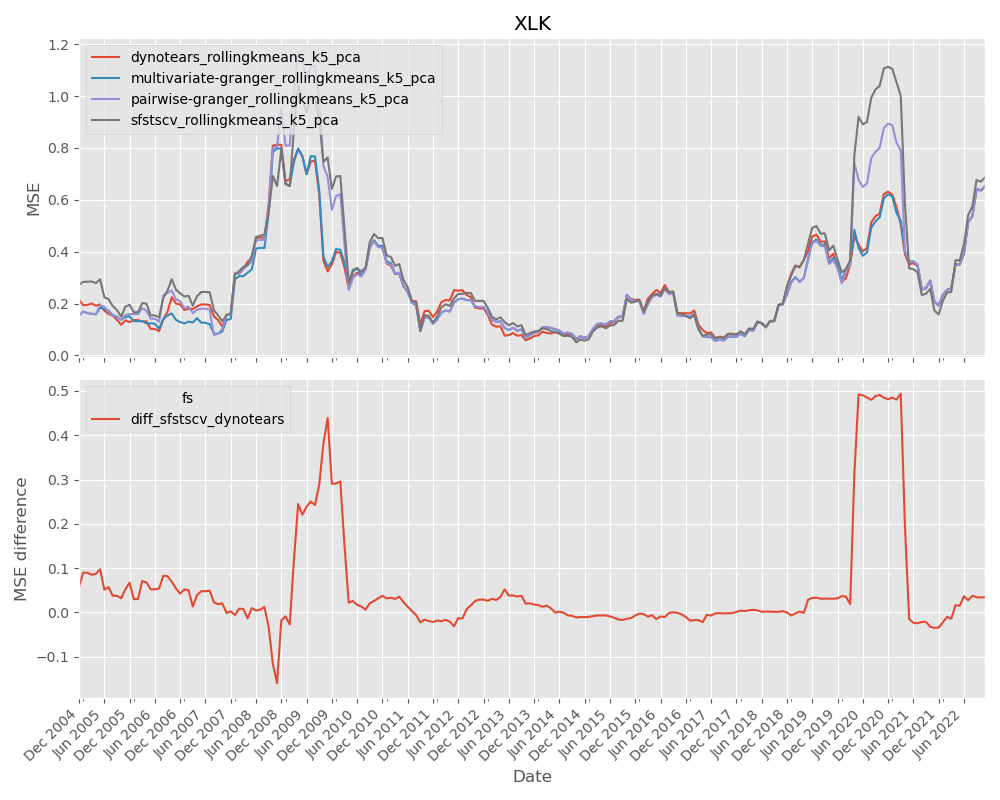 XLK
1.2
1.0
0.8
0.6
0.4
0.2
0.0
MSE
dynotears_rollingkmeans_k5_pca
multivariate-granger_rollingkmeans_k5_pca
pairwise-granger_rollingkmeans_k5_pca
sfstscv_rollingkmeans_k5_pca
0.5
0.4
0.3
0.2
0.1
0.0
−0.1
MSE difference
fs
diff_sfstscv_dynotears
Dec 2004
Jun 2005
Dec 2005
Jun 2006
Dec 2006
Jun 2007
Dec 2007
Jun 2008
Dec 2008
Jun 2009
Dec 2009
Jun 2010
Dec 2010
Jun 2011
Dec 2011
Jun 2012
Dec 2012
Jun 2013
Dec 2013
Jun 2014
Dec 2014
Jun 2015
Dec 2015
Jun 2016
Dec 2016
Jun 2017
Dec 2017
Jun 2018
Dec 2018
Jun 2019
Dec 2019
Jun 2020
Dec 2020
Jun 2021
Dec 2021
Jun 2022
Date